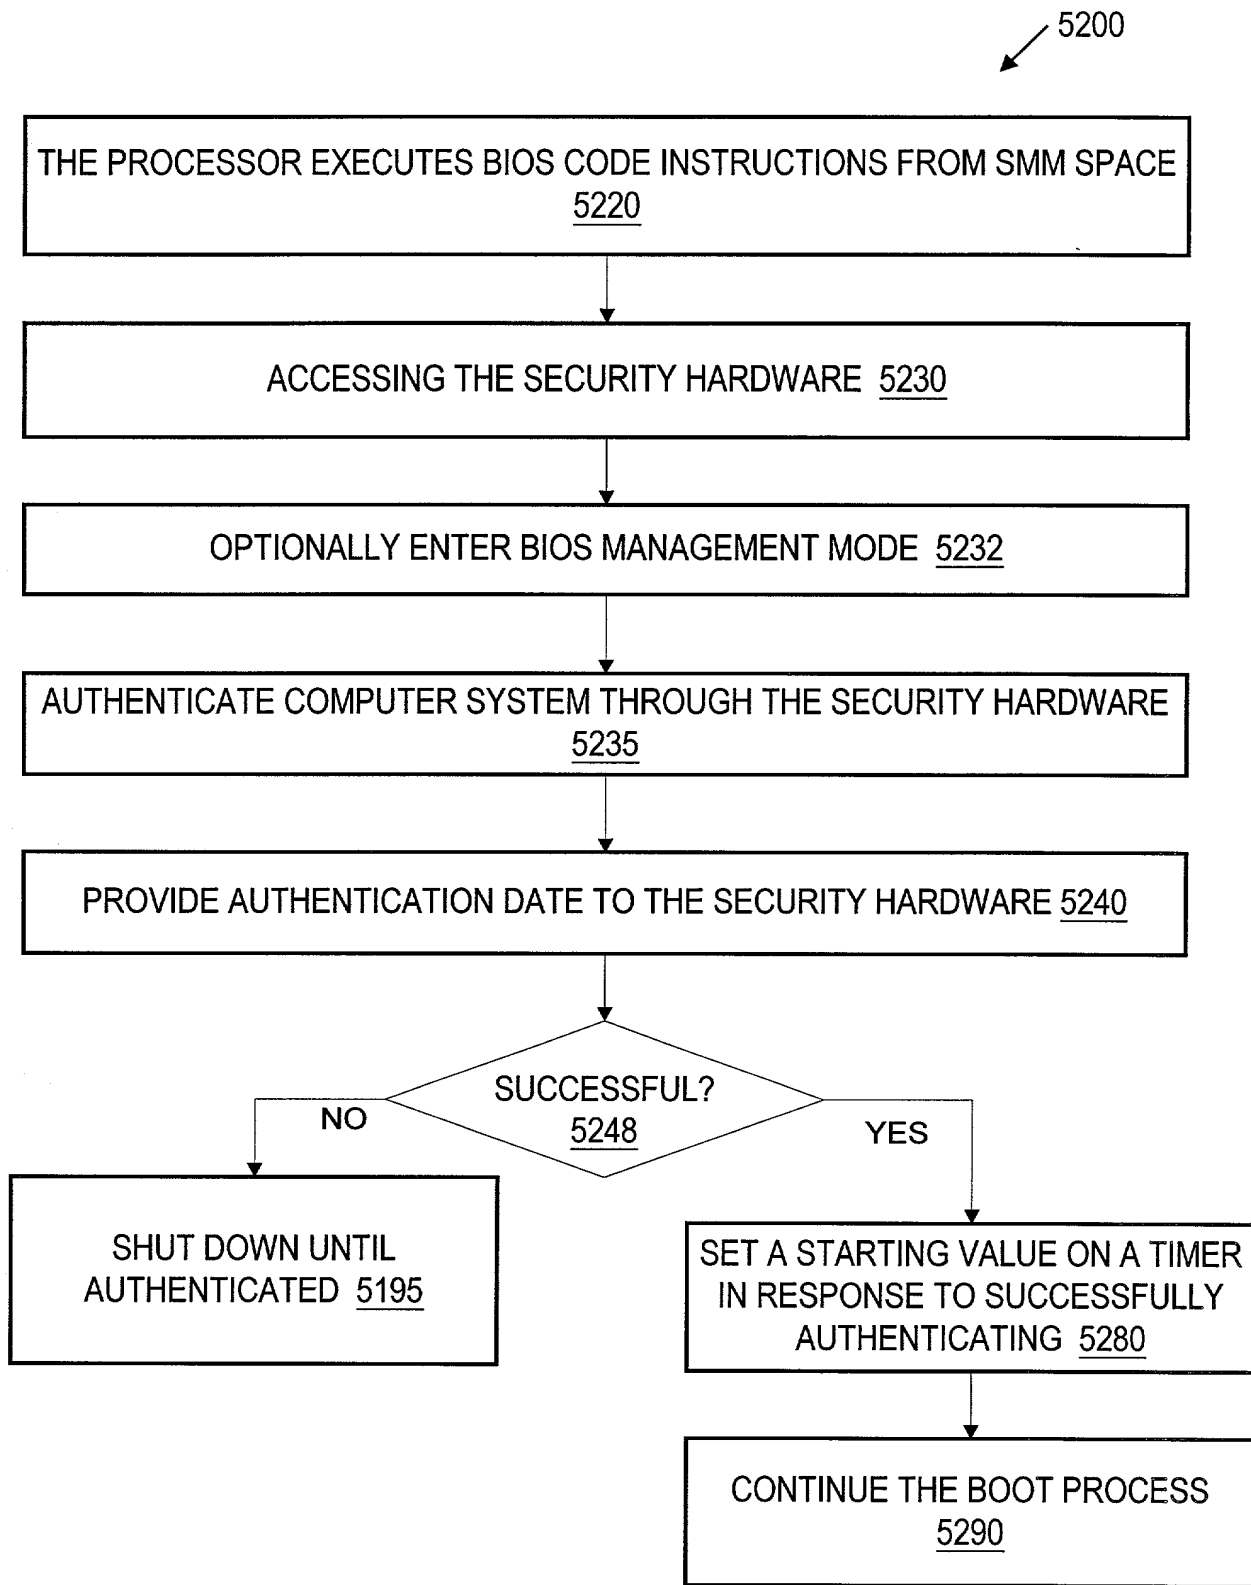 5200
THE PROCESSOR EXECUTES BIOS CODE INSTRUCTIONS FROM SMM SPACE
5220
ACCESSING THE SECURITY HARDWARE 5230
OPTIONALLY ENTER BIOS MANAGEMENT MODE 5232
AUTHENTICATE COMPUTER SYSTEM THROUGH THE SECURITY HARDWARE
5235
PROVIDE AUTHENTICATION DATE TO THE SECURITY HARDWARE 5240
SUCCESSFUL?
5248
NO
YES
SHUT DOWN UNTIL
AUTHENTICATED 5195
SET A STARTING VALUE ON A TIMER
IN RESPONSE TO SUCCESSFULLY
AUTHENTICATING 5280
CONTINUE THE BOOT PROCESS
5290